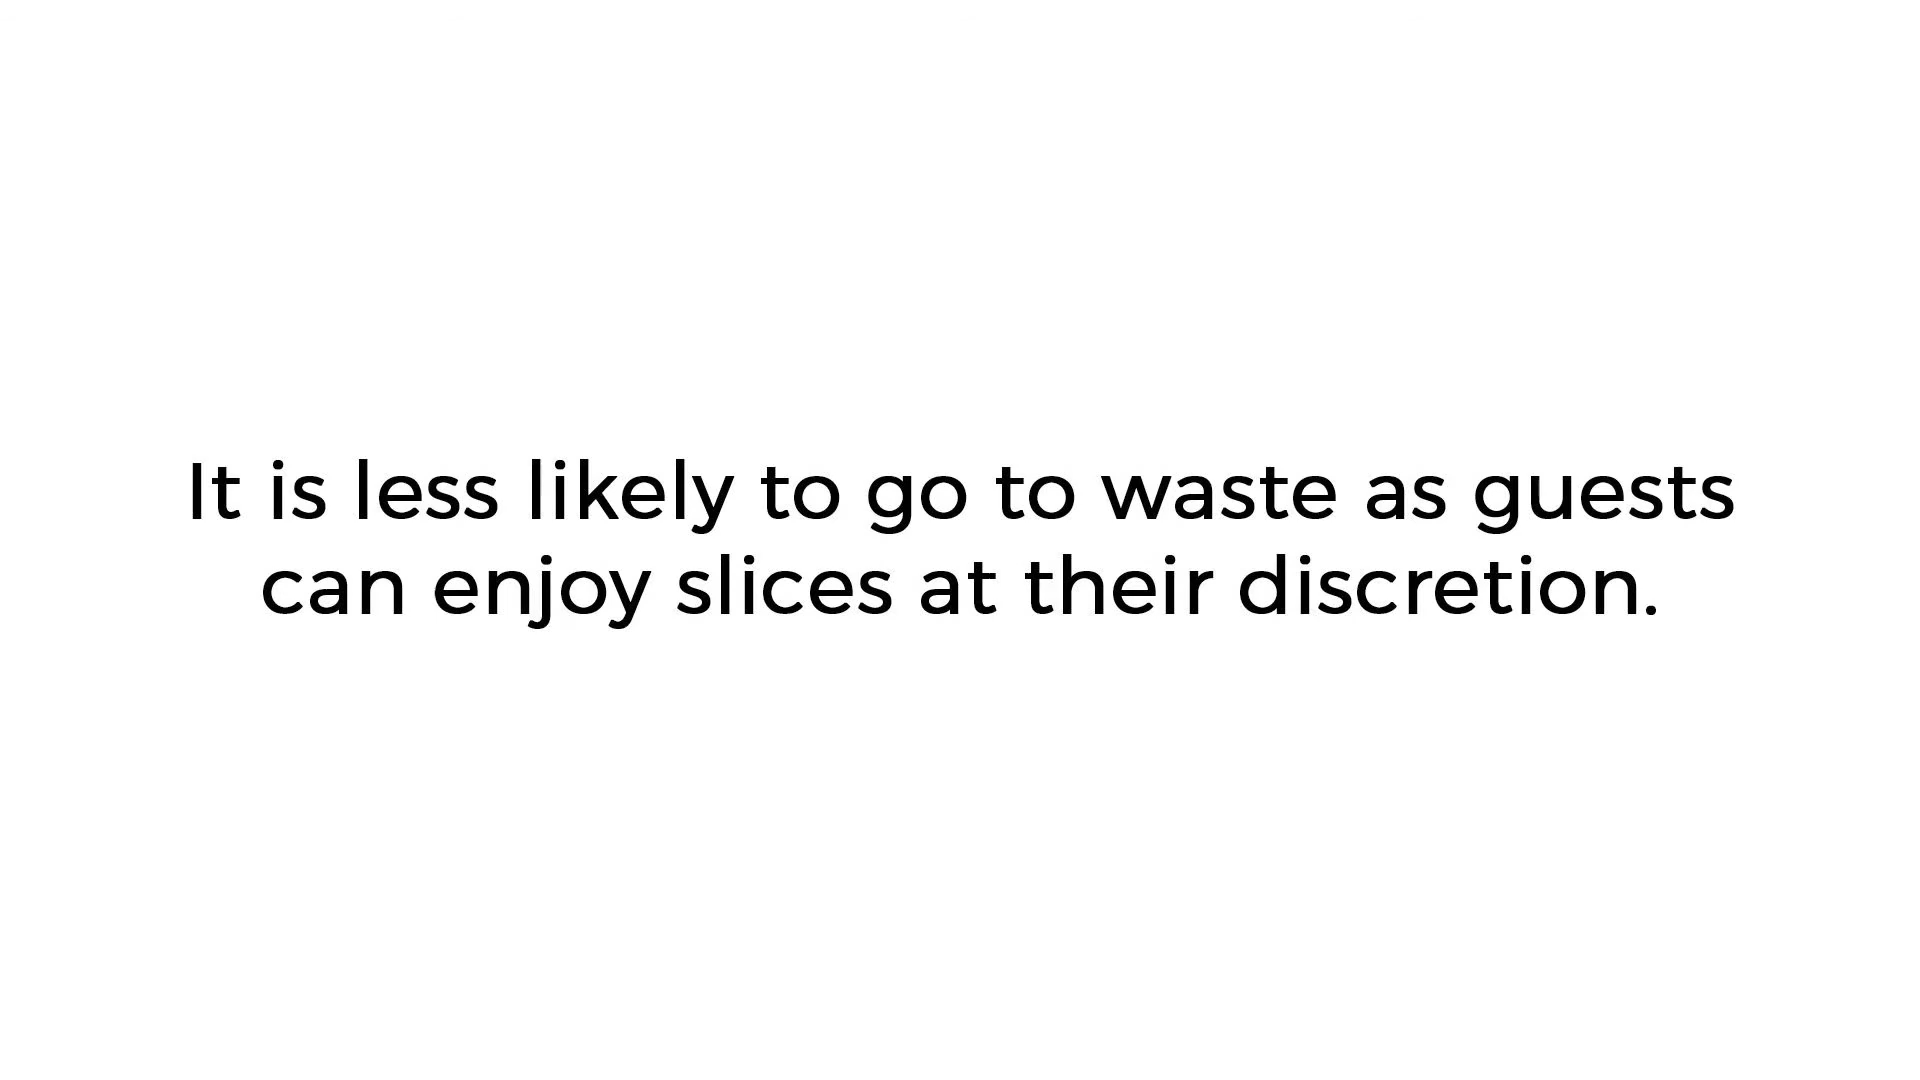 It is less likely to go to waste as guests
can enjoy slices at their discretion.